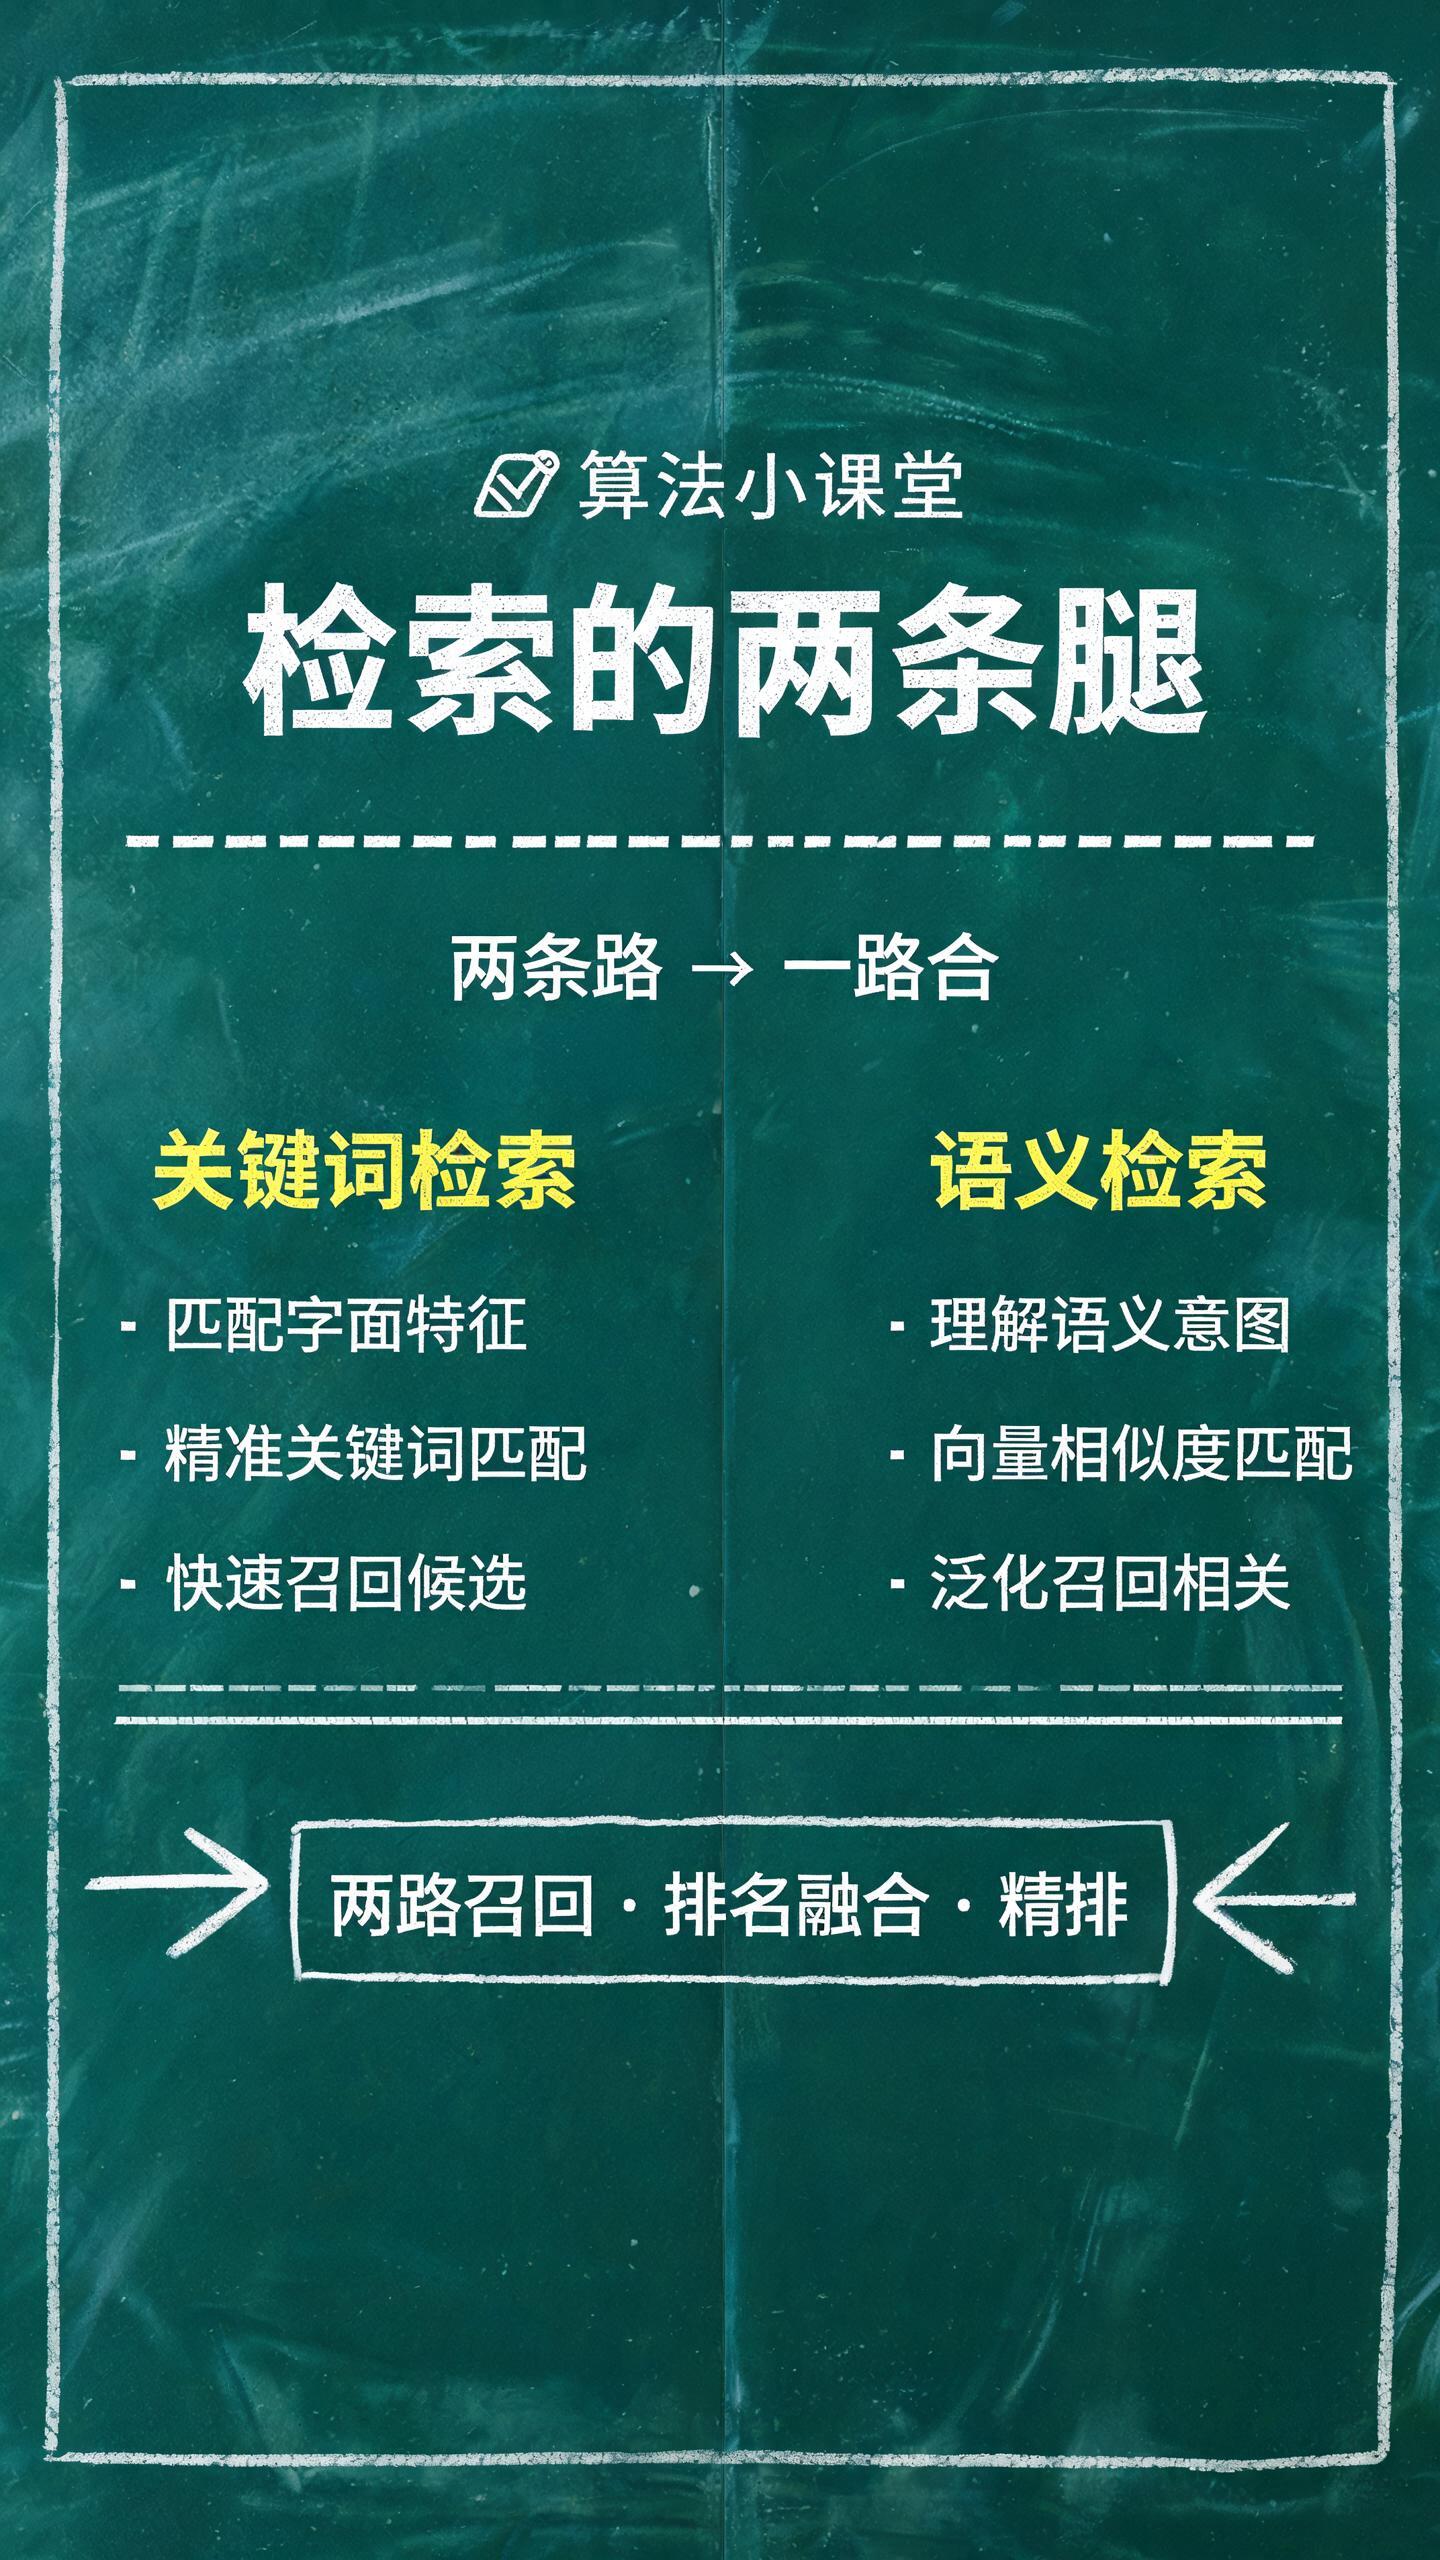 算法小课堂
检索的两条腿
两条路 → 一路合
关键词检索
- 匹配字面特征
- 精准关键词匹配
- 快速召回候选
语义检索
- 理解语义意图
- 向量相似度匹配
- 泛化召回相关
两路召回·排名融合·精排